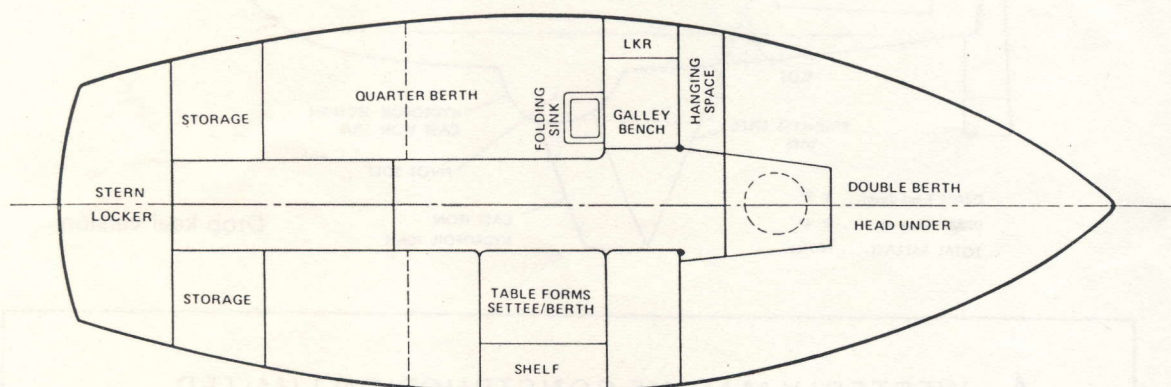 LKR
HANGING
SPACE
QUARTER BERTH
FOLDING
SINK
STORAGE
GALLEY
BENCH
STERN
LOCKER
DOUBLE BERTH
HEAD UNDER
STORAGE
TABLE FORMS
SETTEE/BERTH
SHELF